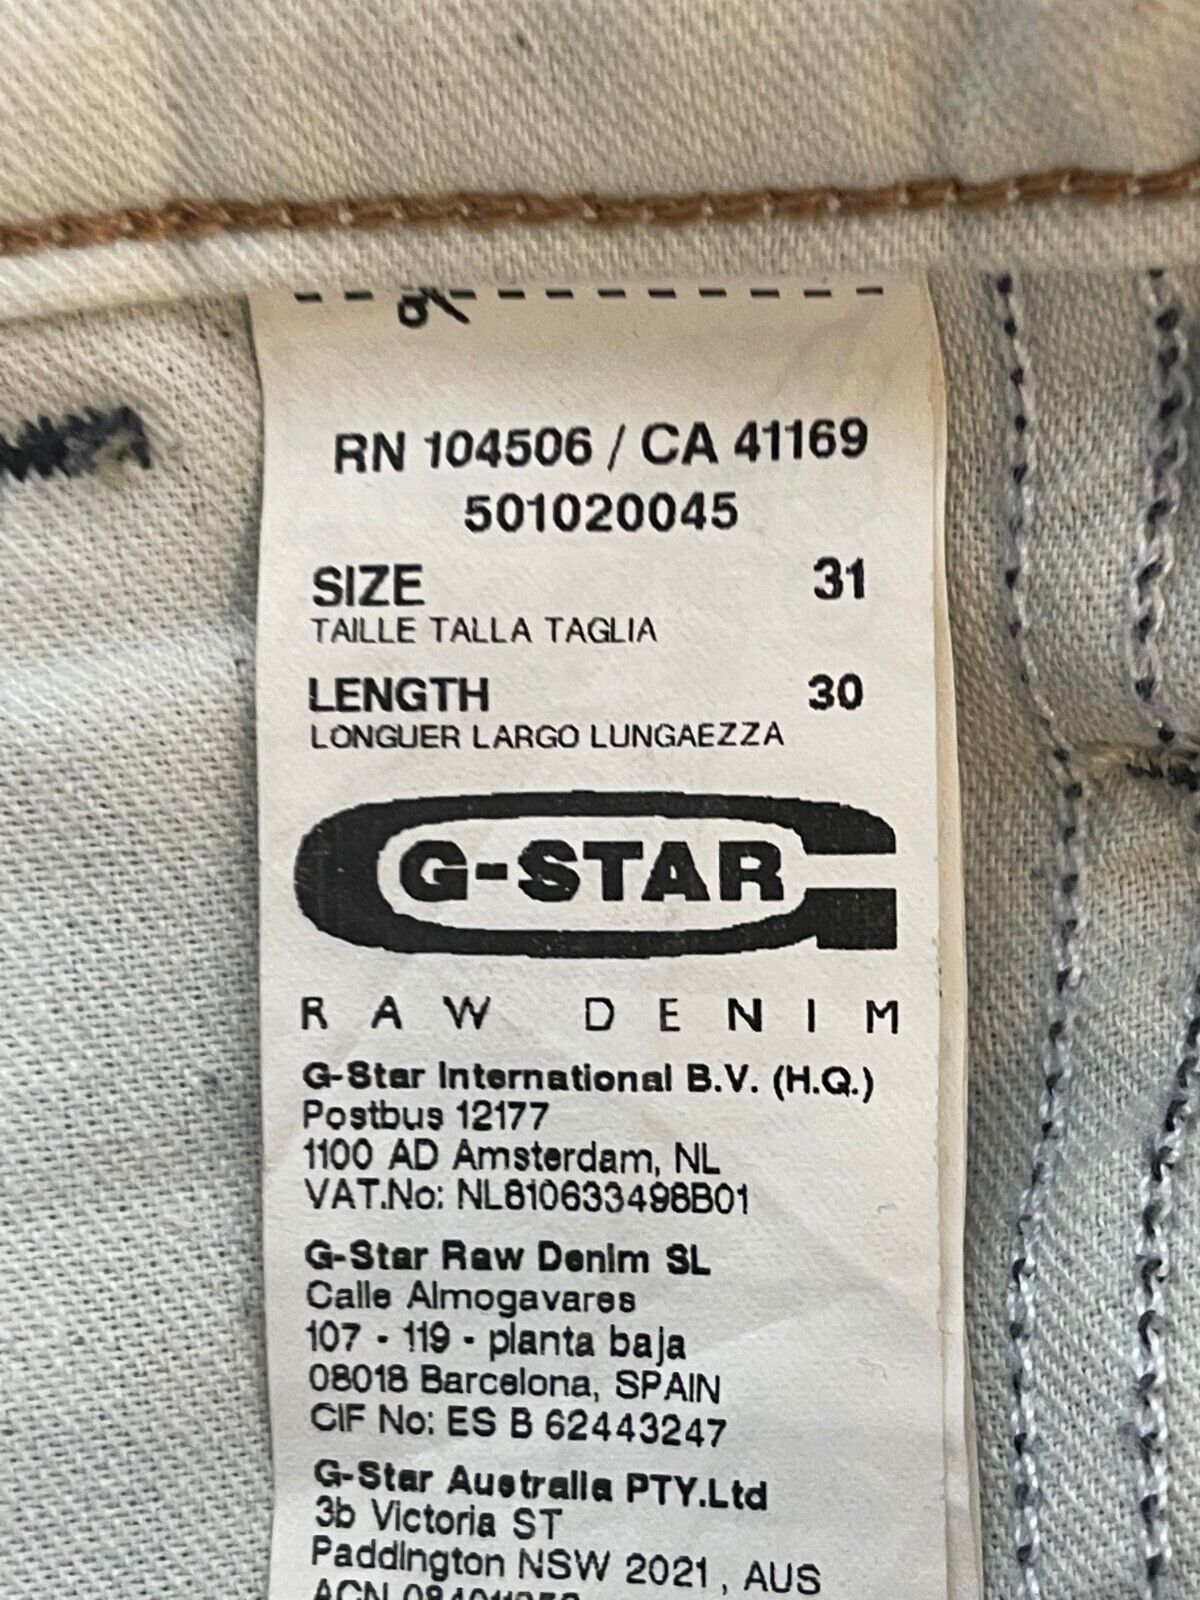 RN 104506 / CA 41169
501020045
SIZE 31
TAILLE TALLA TAGLIA
LENGTH 30
LONGUER LARGO LUNGAEZZA
G-STAR
RAW DENIM
G-Star International B.V. (H.Q.)
Postbus 12177
1100 AD Amsterdam, NL
VAT.No: NL810633498B01
G-Star Raw Denim SL
Calle Almogavares
107 - 119 - planta baja
08018 Barcelona, SPAIN
CIF No: ES B 62443247
G-Star Australia PTY.Ltd
3b Victoria ST
Paddington NSW 2021, AUS
ACN